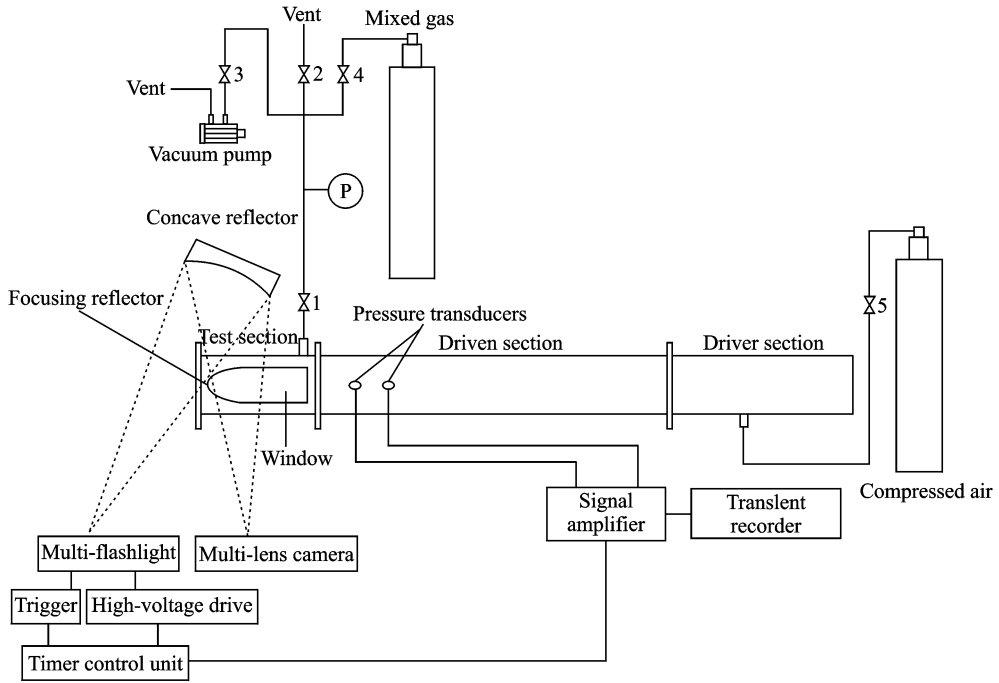 Vent
Mixed gas
3
2
4
Vent
Vacuum pump
P
Concave reflector
Focusing reflector
1
Pressure transducers
5
Test section
Driven section
Driver section
Window
Compressed air
Signal
amplifier
Translent
recorder
Multi-flashlight
Multi-lens camera
Trigger
High-voltage drive
Timer control unit